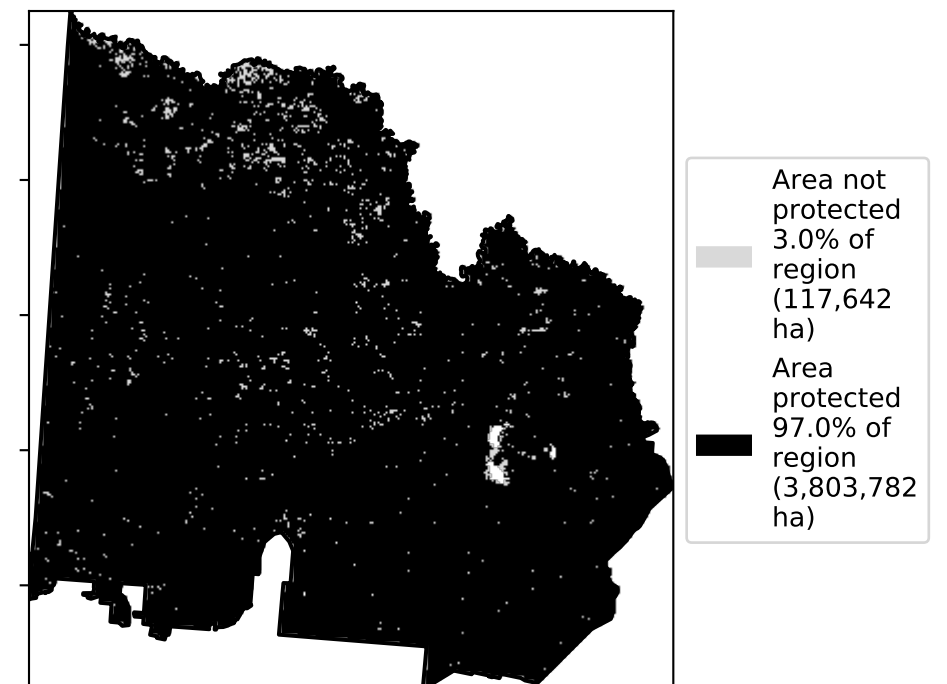 Area not
protected
3.0% of
region
(117,642
ha)
Area
protected
97.0% of
region
(3,803,782
ha)